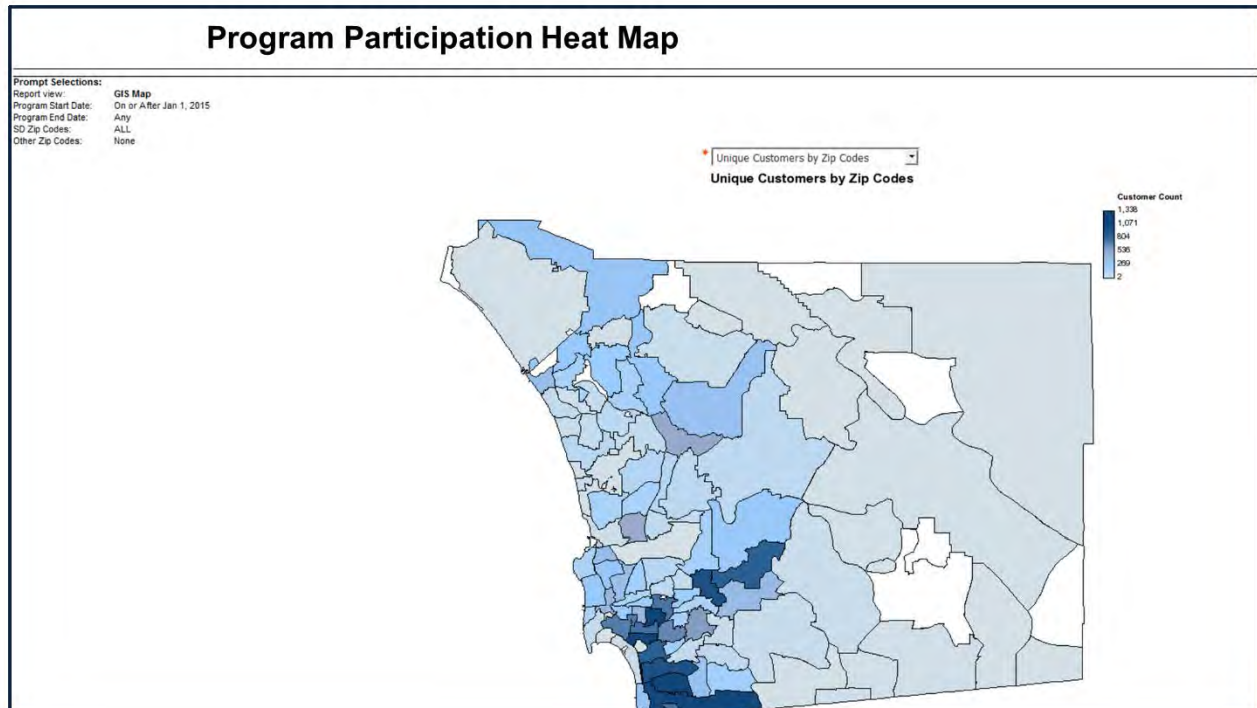 Program Participation Heat Map
Prompt Selections:
Report view: GIS Map
Program Start Date: On or After Jan 1, 2015
Program End Date: Any
SD Zip Codes: ALL
Other Zip Codes: None
* Unique Customers by Zip Codes
Unique Customers by Zip Codes
Customer Count
1,338
1,071
804
536
269
2